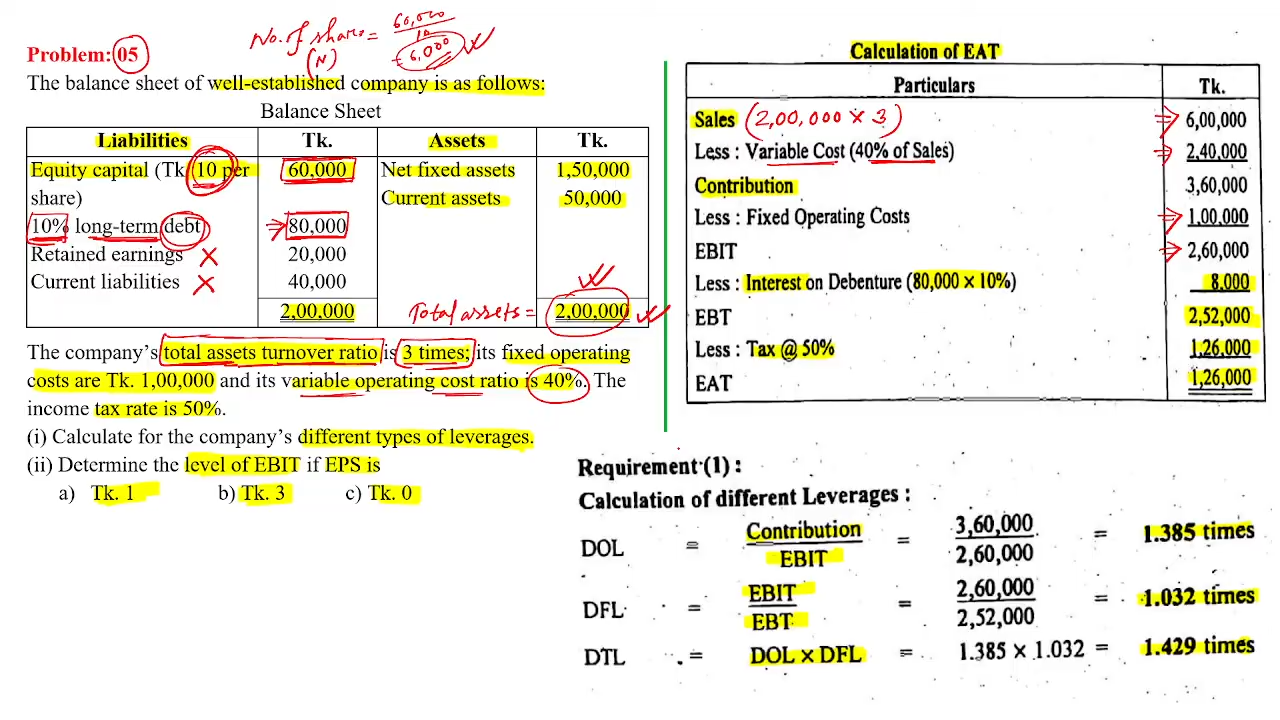 No. of share = 60,000
(N) 10
= 6,000
Problem: 05
The balance sheet of well-established company is as follows:
Balance Sheet
Liabilities Tk. Assets Tk.
Equity capital (Tk. 10 per share) 60,000 Net fixed assets 1,50,000
Current assets 50,000
10% long-term debt 80,000
Retained earnings 20,000
Current liabilities 40,000
2,00,000 Total assets = 2,00,000
The company's total assets turnover ratio is 3 times; its fixed operating
costs are Tk. 1,00,000 and its variable operating cost ratio is 40%. The
income tax rate is 50%.
(i) Calculate for the company's different types of leverages.
(ii) Determine the level of EBIT if EPS is
a) Tk. 1 b) Tk. 3 c) Tk. 0
Calculation of EAT
Particulars Tk.
Sales (2,00,000 × 3) 6,00,000
Less : Variable Cost (40% of Sales) 2,40,000
Contribution 3,60,000
Less : Fixed Operating Costs 1,00,000
EBIT 2,60,000
Less : Interest on Debenture (80,000 × 10%) 8,000
EBT 2,52,000
Less : Tax @ 50% 1,26,000
EAT 1,26,000
Requirement (1) :
Calculation of different Leverages :
DOL = Contribution / EBIT = 3,60,000 / 2,60,000 = 1.385 times
DFL = EBIT / EBT = 2,60,000 / 2,52,000 = 1.032 times
DTL = DOL × DFL = 1.385 × 1.032 = 1.429 times